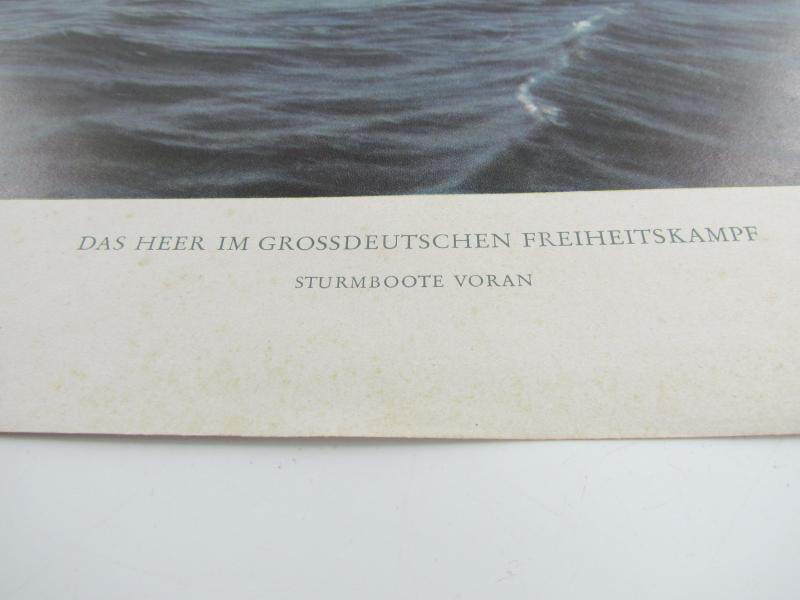 DAS HEER IM GROSSDEUTSCHEN FREIHEITSKAMPF
STURMBOOTE VORAN